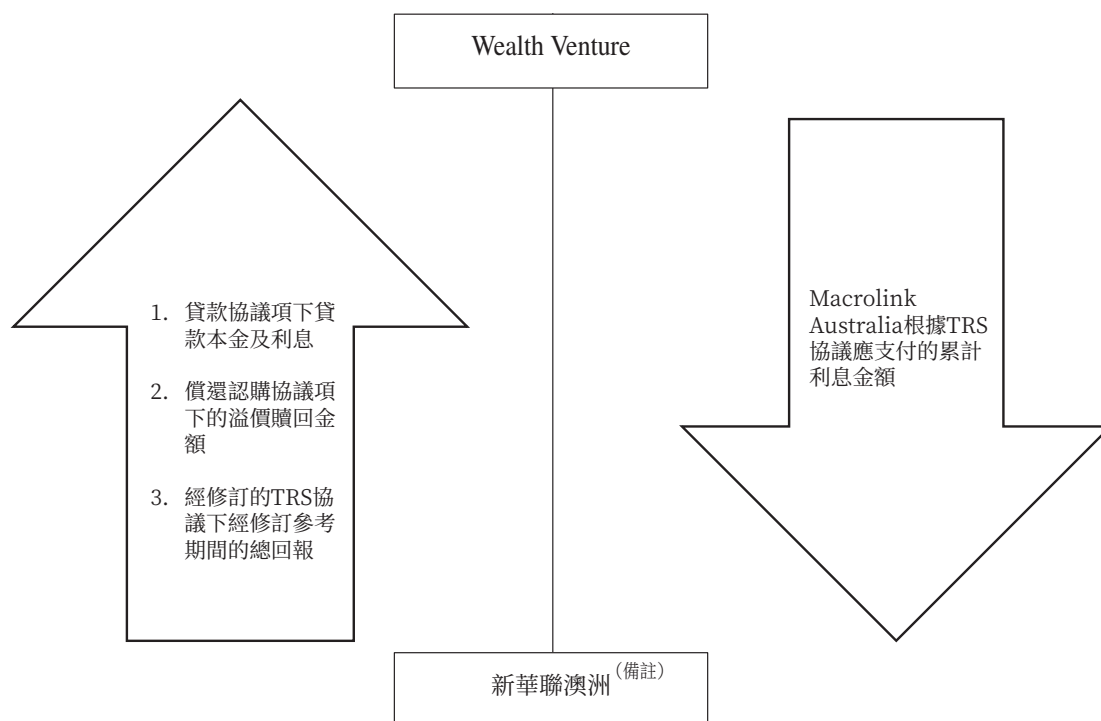 Wealth Venture
1. 貸款協議項下貸
款本金及利息
2. 償還認購協議項
下的溢價贖回金
額
3. 經修訂的TRS協
議下經修訂參考
期間的總回報
Macrolink
Australia根據TRS
協議應支付的累計
利息金額
新華聯澳洲（備註）